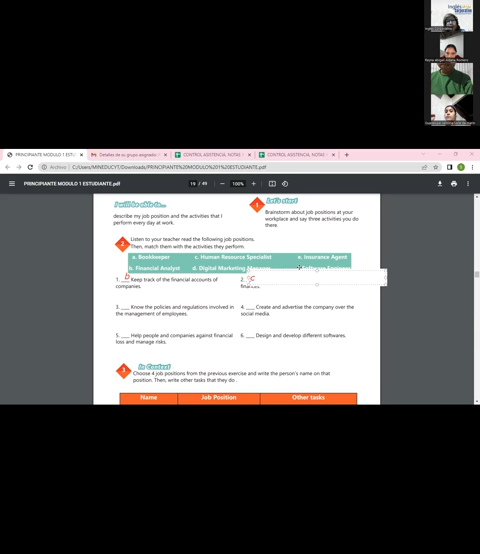 PRINCIPIANTE MODULO 1 ESTU
Detalles de su grupo asignado
CONTROL ASISTENCIA, NOTAS
CONTROL ASISTENCIA, NOTAS
Archivo
C:/Users/MINEDUCYT/Downloads/PRINCIPIANTE%20MODULO%201%20ESTUDIANTE.pdf
PRINCIPIANTE MODULO 1 ESTUDIANTE.pdf
19 / 49
100%
I will be able to...
describe my job position and the activities that I
perform every day at work.
1.
Let's start
Brainstorm about job positions at your
workplace and say three activities you do
there.
2
Listen to your teacher read the following job positions.
Then, match them with the activities they perform.
a. Bookkeeper c. Human Resource Specialist e. Insurance Agent
b. Financial Analyst d. Digital Marketing Manager
1. ___ Keep track of the financial accounts of
companies.
b
2.
c
finances.
3. ___ Know the policies and regulations involved in
the management of employees.
4. ___ Create and advertise the company over the
social media.
5. ___ Help people and companies against financial
loss and manage risks.
6. ___ Design and develop different softwares.
3
In Context
Choose 4 job positions from the previous exercise and write the person's name on that
position. Then, write other tasks that they do .
Name Job Position Other tasks